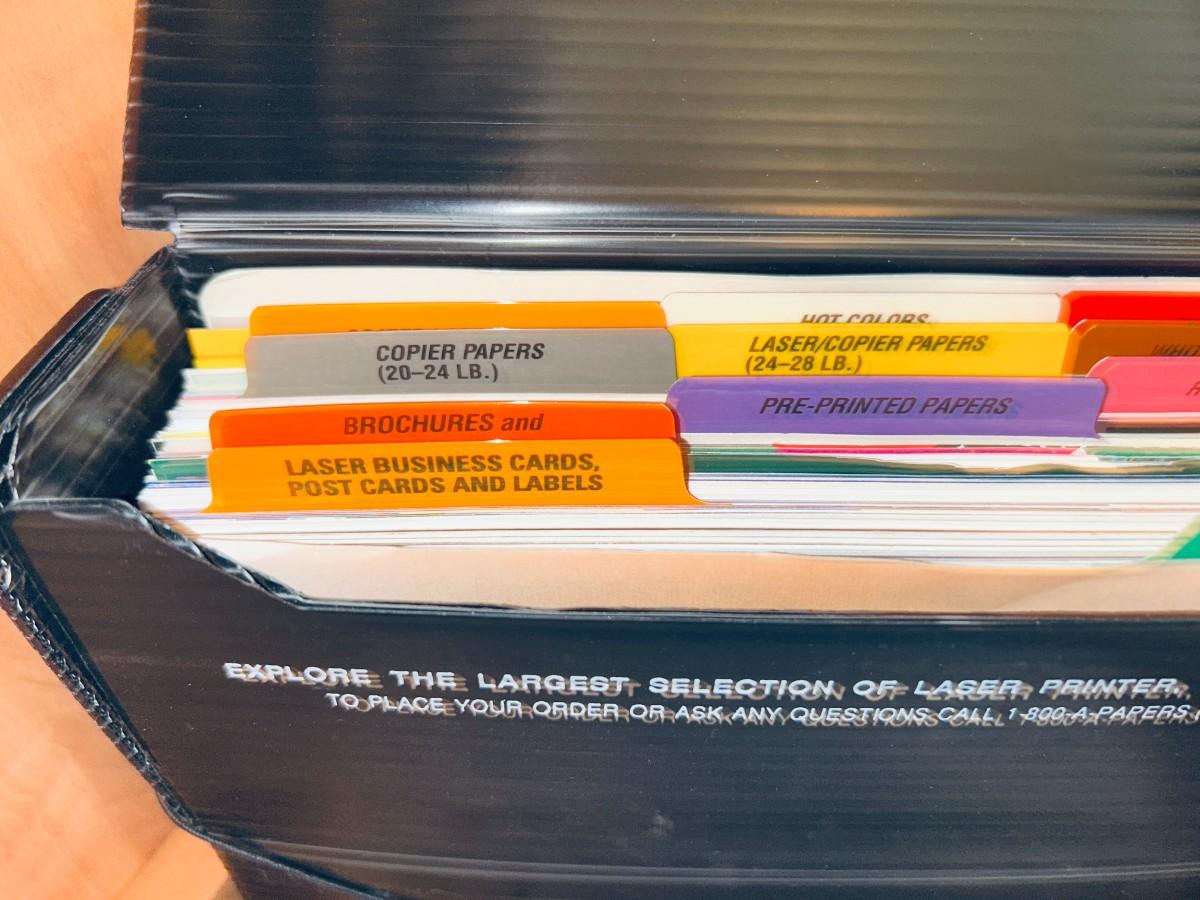 HOT COLORS
COPIER PAPERS
(20–24 LB.)
LASER/COPIER PAPERS
(24–28 LB.)
PRE-PRINTED PAPERS
BROCHURES and
LASER BUSINESS CARDS,
POST CARDS AND LABELS
EXPLORE THE LARGEST SELECTION OF LASER PRINTER,
TO PLACE YOUR ORDER OR ASK ANY QUESTIONS CALL 1-800-A-PAPERS